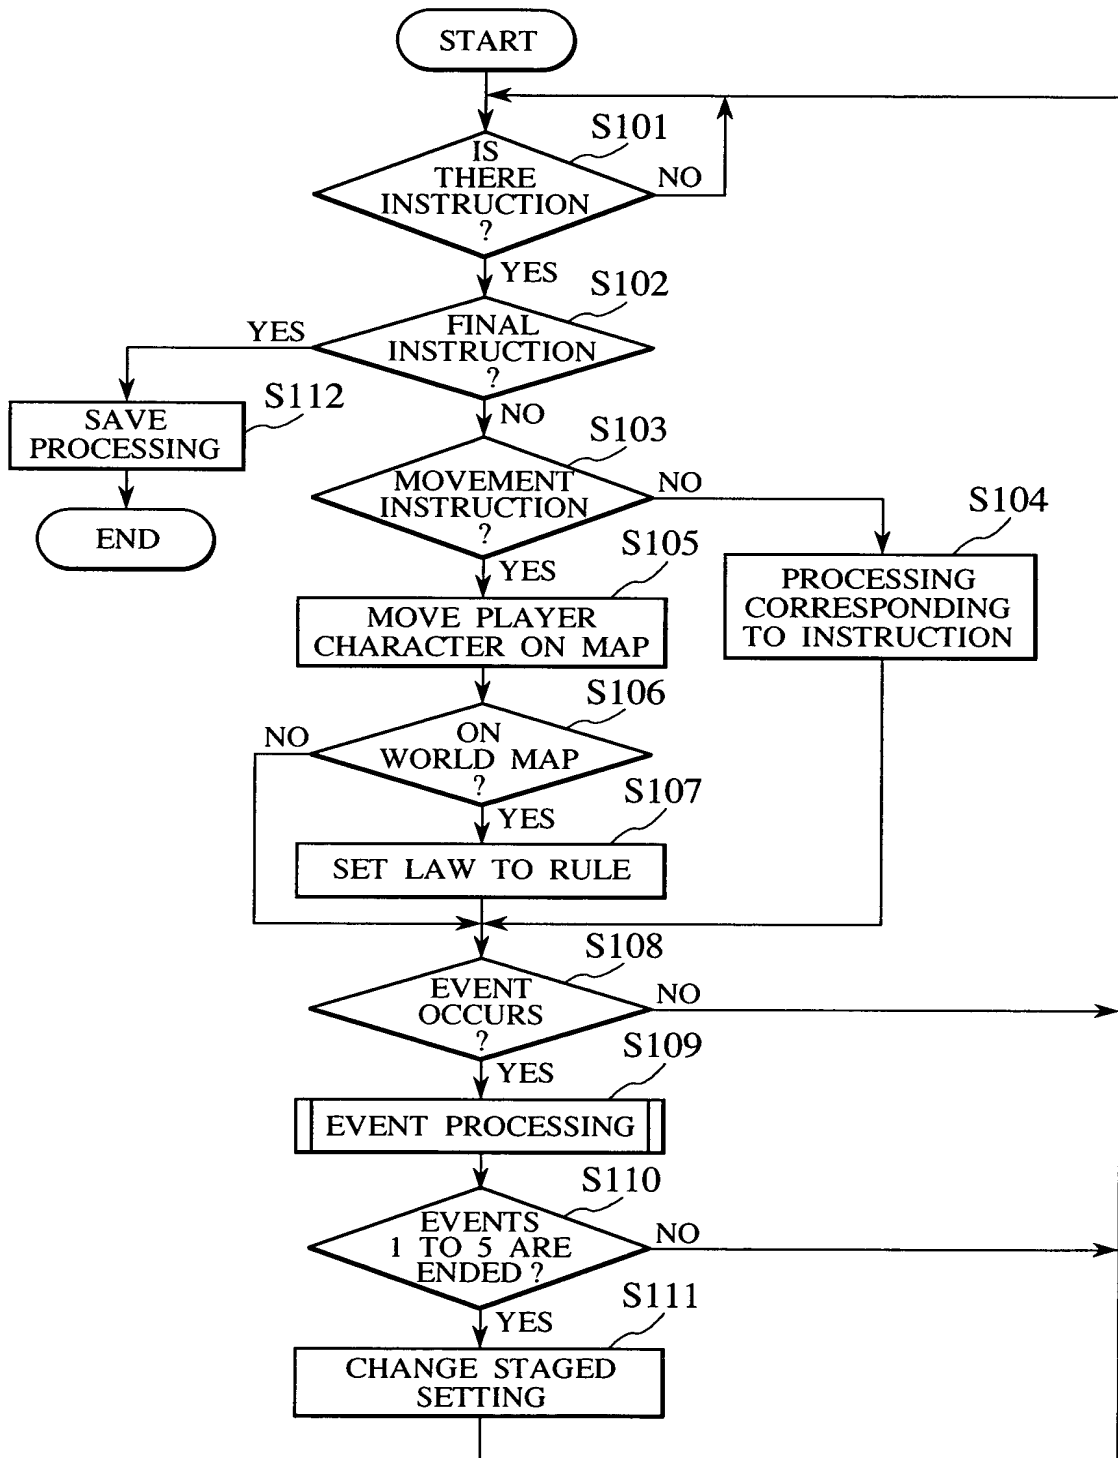 START
S101
IS
THERE
INSTRUCTION
?
NO
YES
S102
FINAL
INSTRUCTION
?
YES
NO
S112
SAVE
PROCESSING
END
S103
MOVEMENT
INSTRUCTION
?
NO
YES
S104
PROCESSING
CORRESPONDING
TO INSTRUCTION
S105
MOVE PLAYER
CHARACTER ON MAP
S106
ON
WORLD MAP
?
NO
YES
S107
SET LAW TO RULE
S108
EVENT
OCCURS
?
NO
YES
S109
EVENT PROCESSING
S110
EVENTS
1 TO 5 ARE
ENDED ?
NO
YES
S111
CHANGE STAGED
SETTING